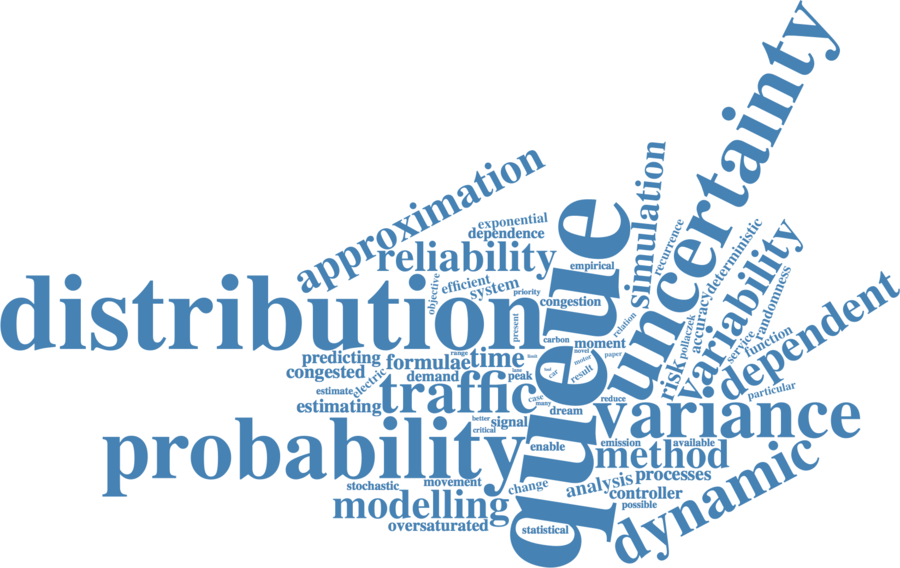 uncertainty
approximation
simulation
exponential
dependence
reliability
recurrence
deterministic
variability
empirical
distribution
objective
efficient
system
priority
congestion
queue
accuracy
randomness
dependent
present
carbon
moment
relation
pollaczek
service
function
predicting
congested
formulae
range
time
novel
motor
paper
result
car
demand
lane
peak
risk
particular
estimate
electric
estimating
traffic
case
many
dream
reduce
variance
better
signal
critical
probability
enable
emission
available
method
dynamic
stochastic
movement
change
analysis
processes
controller
possible
modelling
oversaturated
statistical